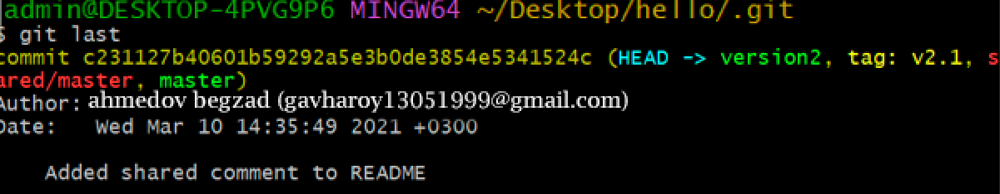 admin@DESKTOP-4PVG9P6 MINGW64 ~/Desktop/hello/.git
$ git last
commit c231127b40601b59292a5e3b0de3854e5341524c (HEAD -> version2, tag: v2.1, s
ared/master, master)
Author: ahmedov begzad (gavharoy13051999@gmail.com)
Date: Wed Mar 10 14:35:49 2021 +0300
Added shared comment to README